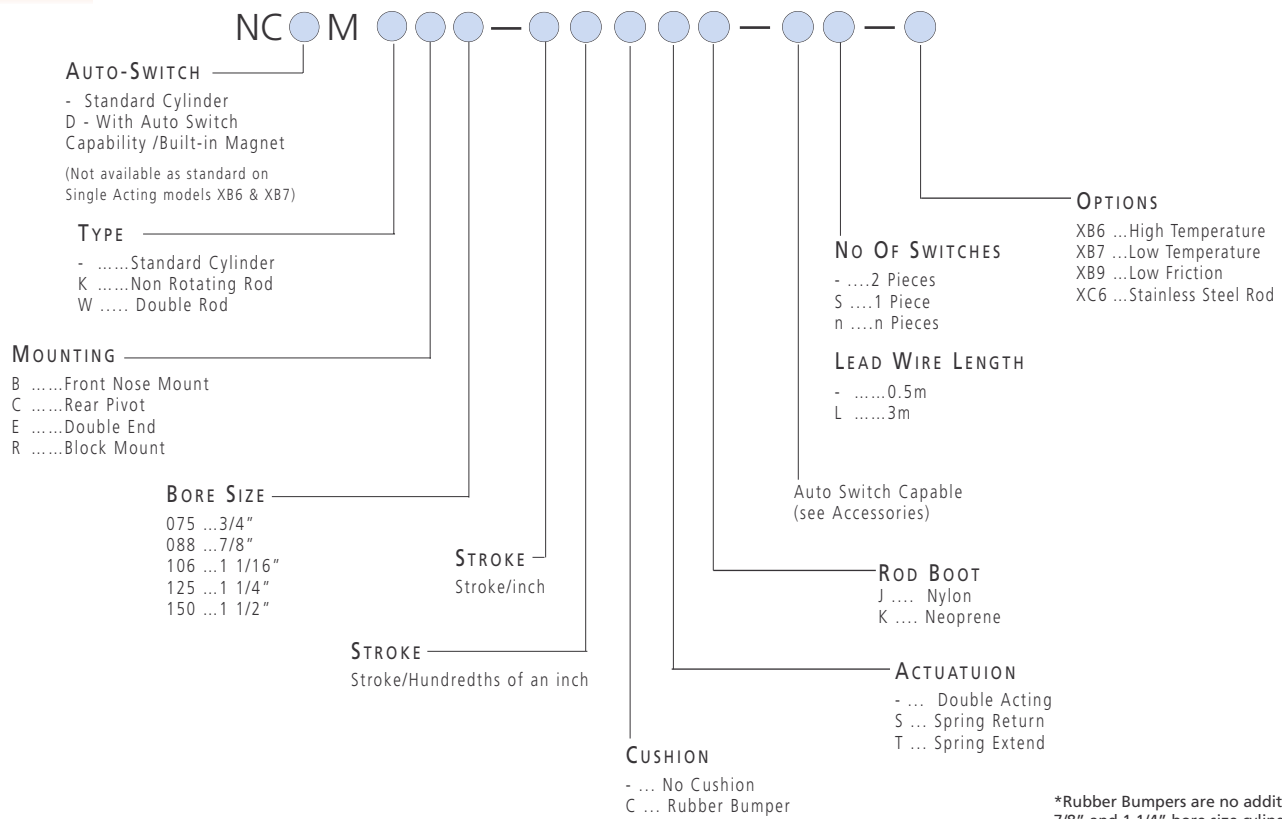 NC M — — —
AUTO-SWITCH
- Standard Cylinder
D - With Auto Switch
Capability /Built-in Magnet
(Not available as standard on
Single Acting models XB6 & XB7)
TYPE
- ......Standard Cylinder
K ......Non Rotating Rod
W ..... Double Rod
MOUNTING
B ......Front Nose Mount
C ......Rear Pivot
E ......Double End
R ......Block Mount
BORE SIZE
075 ...3/4"
088 ...7/8"
106 ...1 1/16"
125 ...1 1/4"
150 ...1 1/2"
STROKE
Stroke/inch
STROKE
Stroke/Hundredths of an inch
CUSHION
- ... No Cushion
C ... Rubber Bumper
ACTUATUION
- ... Double Acting
S ... Spring Return
T ... Spring Extend
ROD BOOT
J .... Nylon
K .... Neoprene
Auto Switch Capable
(see Accessories)
NO OF SWITCHES
- ....2 Pieces
S ....1 Piece
n ....n Pieces
LEAD WIRE LENGTH
- ......0.5m
L ......3m
OPTIONS
XB6 ...High Temperature
XB7 ...Low Temperature
XB9 ...Low Friction
XC6 ...Stainless Steel Rod
*Rubber Bumpers are no addit
7/8" and 1 1/4" bore size